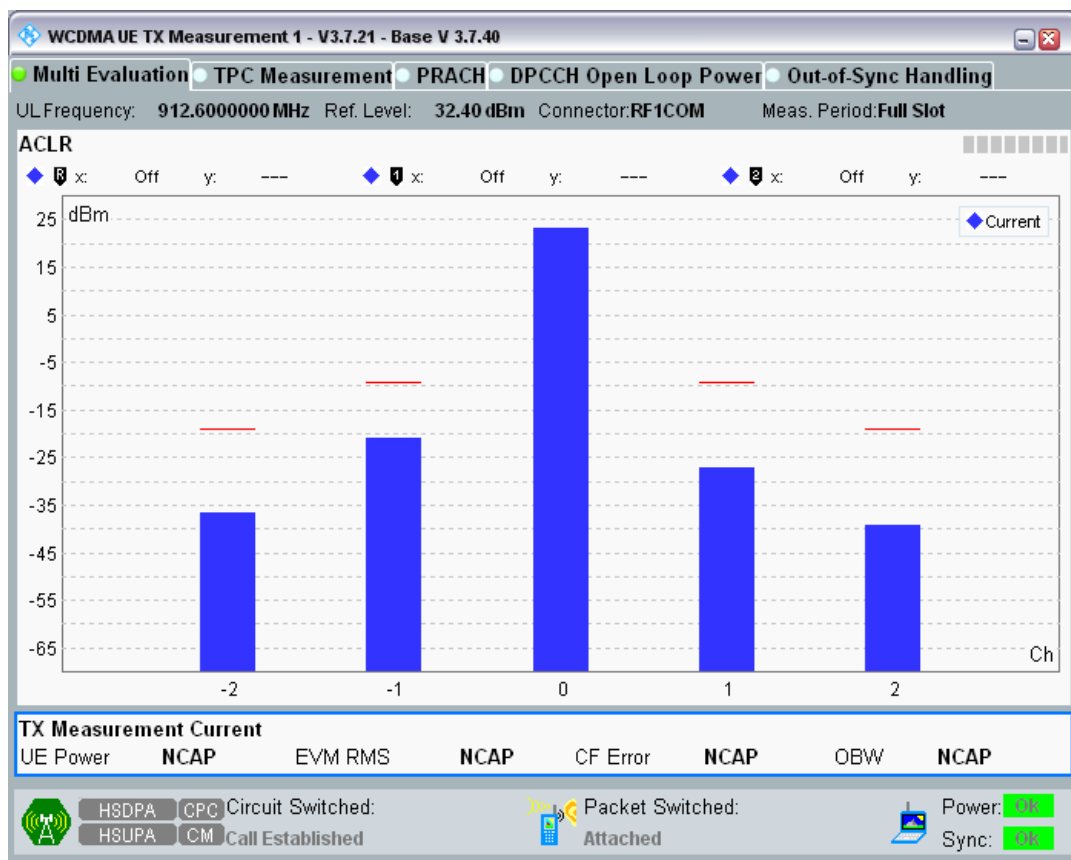 WCDMA UE TX Measurement 1 - V3.7.21 - Base V 3.7.40
Multi Evaluation TPC Measurement PRACH DPCCH Open Loop Power Out-of-Sync Handling
UL Frequency: 912.6000000 MHz Ref. Level: 32.40 dBm Connector: RF1COM Meas. Period: Full Slot
ACLR
R x: Off y: --- 1 x: Off y: --- 2 x: Off y: ---
dBm
Current
25
15
5
-5
-15
-25
-35
-45
-55
-65
Ch
-2 -1 0 1 2
TX Measurement Current
UE Power NCAP EVM RMS NCAP CF Error NCAP OBW NCAP
HSDPA CPC Circuit Switched: Packet Switched: Power: OK
HSUPA CM Call Established Attached Sync: OK